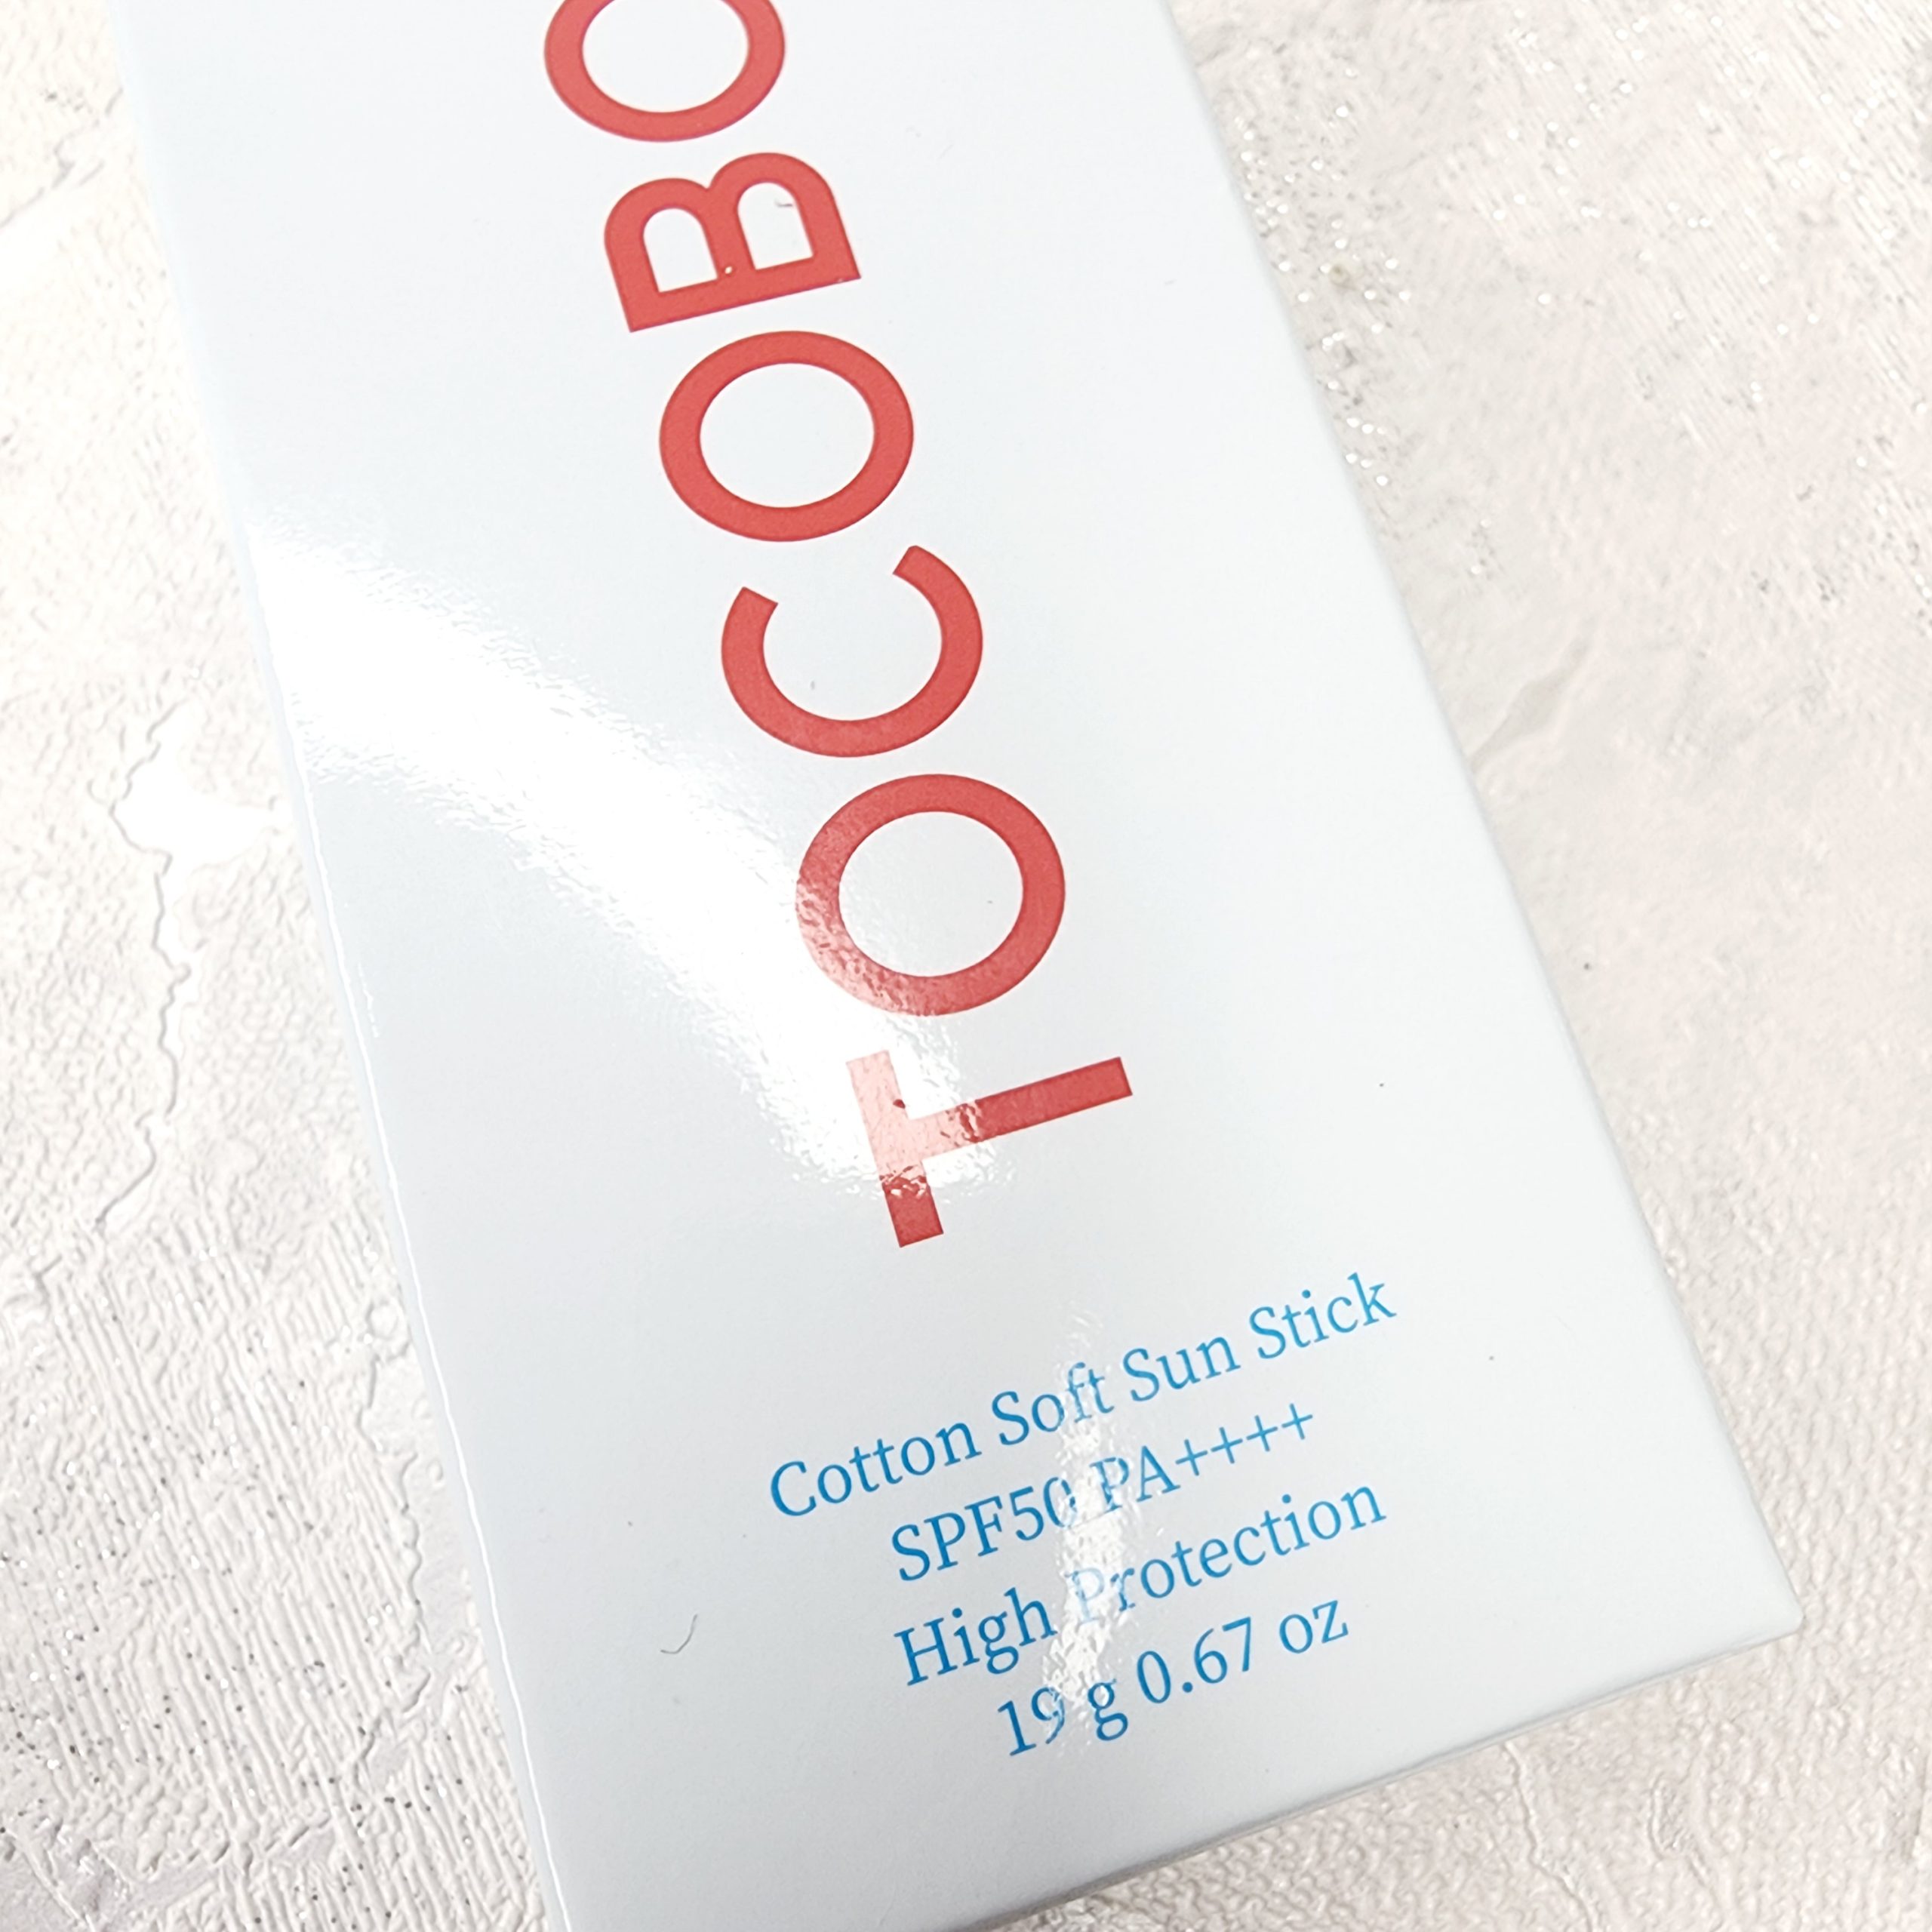 TOCOBO
Cotton Soft Sun Stick
SPF50 PA++++
High Protection
19 g 0.67 oz